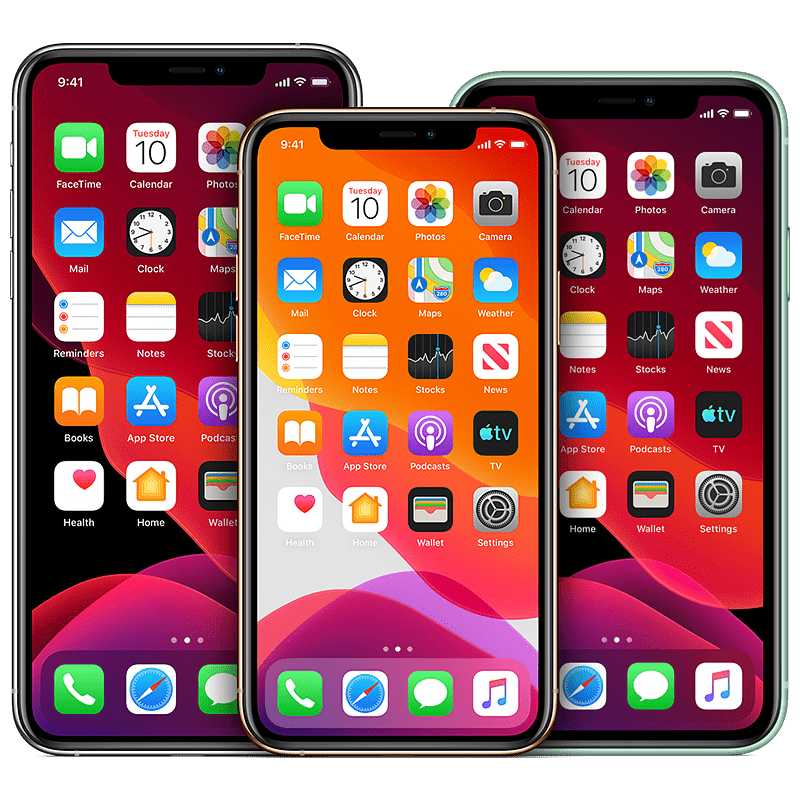 9:41
Tuesday
10
FaceTime
Calendar
Photos
Mail
Clock
Maps
Reminders
Notes
Stocks
Books
App Store
Podcas
Health
Home
Wallet
9:41
Tuesday
10
FaceTime
Calendar
Photos
Camera
280
Mail
Clock
Maps
Weather
Reminders
Notes
Stocks
News
tv
Books
App Store
Podcasts
TV
Health
Home
Wallet
Settings
Tuesday
10
Calendar
Photos
Camera
280
Clock
Maps
Weather
Notes
Stocks
News
tv
App Store
Podcasts
TV
Home
Wallet
Settings